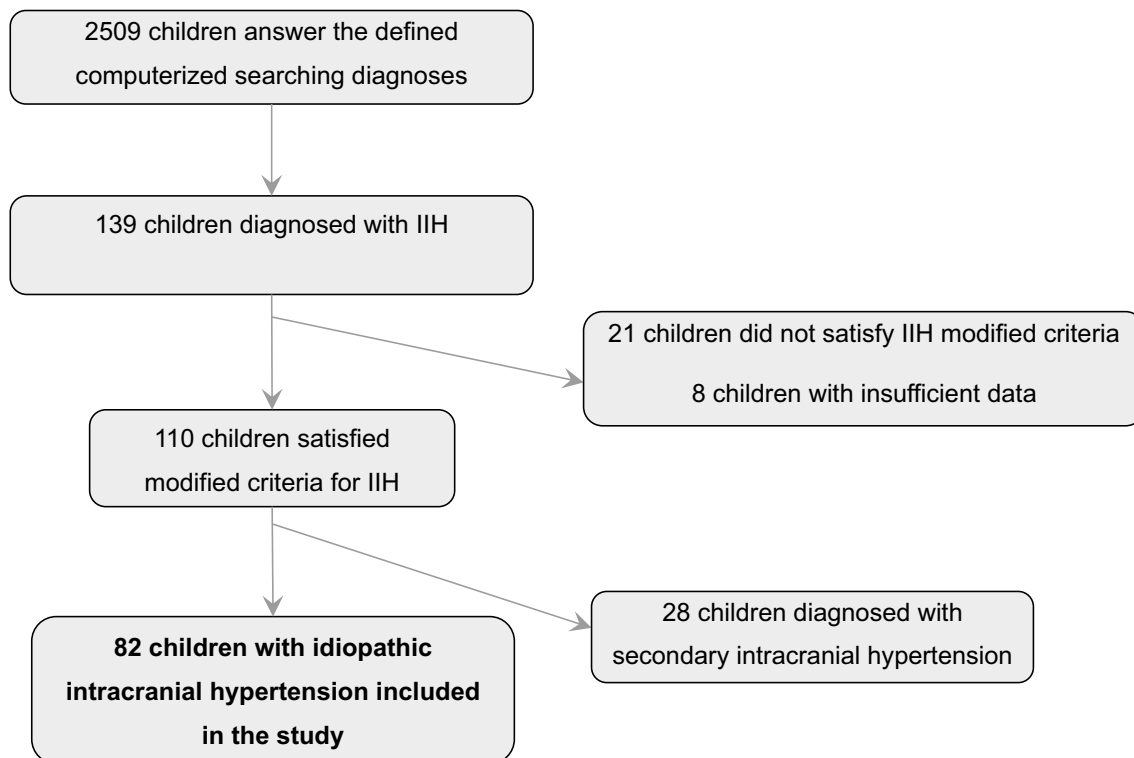 2509 children answer the defined
computerized searching diagnoses
139 children diagnosed with IIH
21 children did not satisfy IIH modified criteria
8 children with insufficient data
110 children satisfied
modified criteria for IIH
28 children diagnosed with
secondary intracranial hypertension
82 children with idiopathic
intracranial hypertension included
in the study